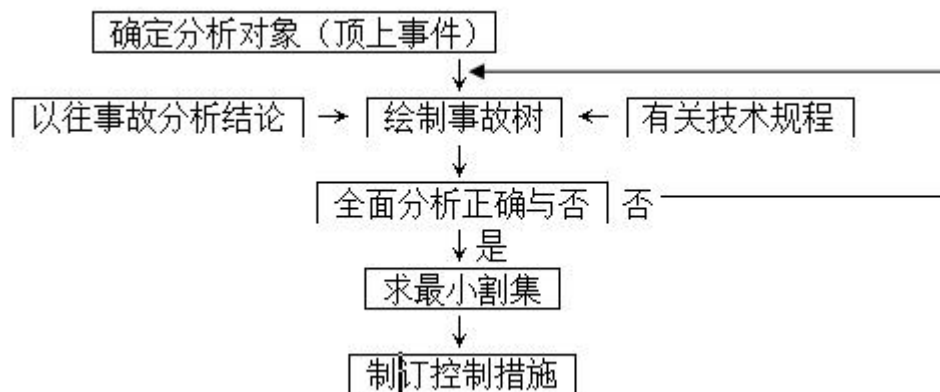 确定分析对象（顶上事件）
以往事故分析结论 绘制事故树 有关技术规程
全面分析正确与否 否
是
求最小割集
制订控制措施